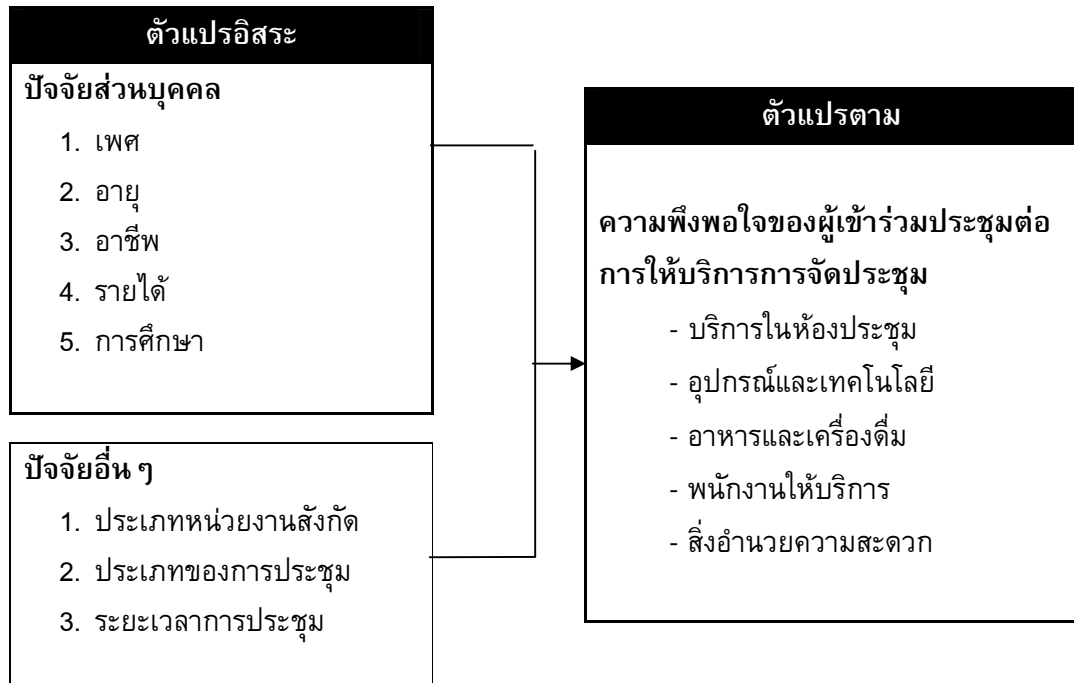 ตัวแปรอิสระ
ปัจจัยส่วนบุคคล
1. เพศ
2. อายุ
3. อาชีพ
4. รายได้
5. การศึกษา
ปัจจัยอื่น ๆ
1. ประเภทหน่วยงานสังกัด
2. ประเภทของการประชุม
3. ระยะเวลาการประชุม
ตัวแปรตาม
ความพึงพอใจของผู้เข้าร่วมประชุมต่อ
การให้บริการการจัดประชุม
- บริการในห้องประชุม
- อุปกรณ์และเทคโนโลยี
- อาหารและเครื่องดื่ม
- พนักงานให้บริการ
- สิ่งอำนวยความสะดวก